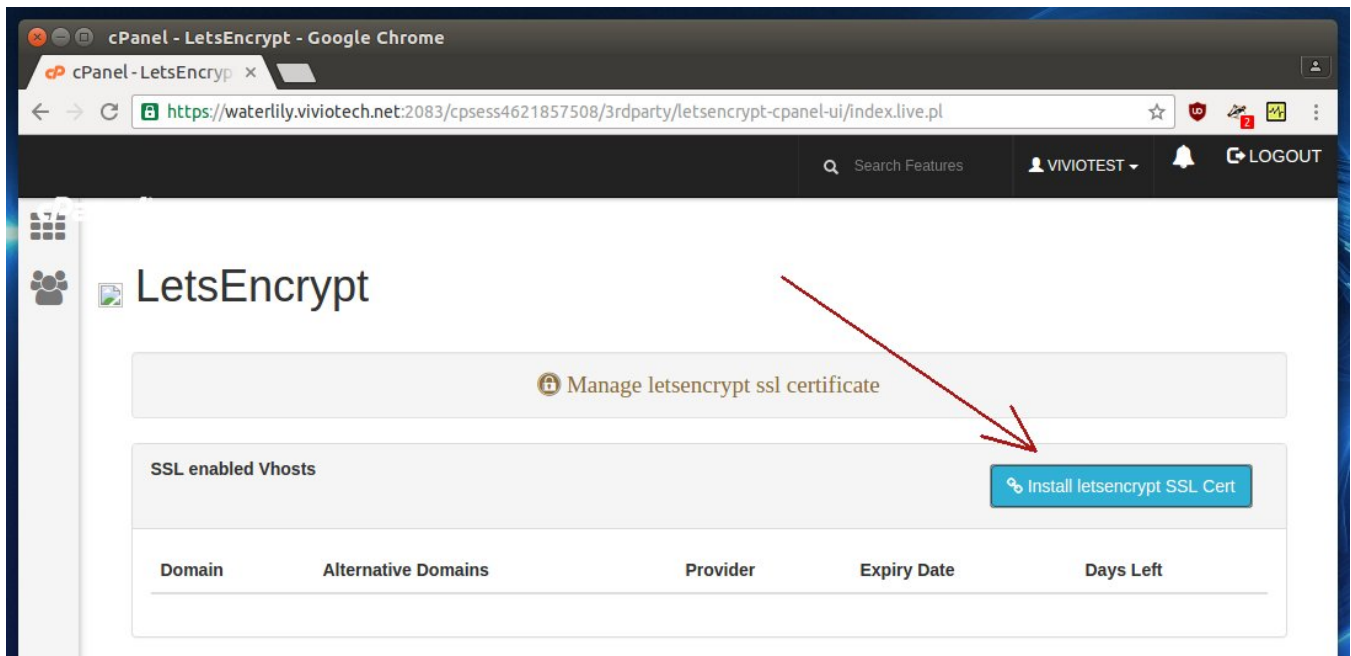 cPanel - LetsEncrypt - Google Chrome
cPanel - LetsEncryp
https://waterlily.viviotech.net:2083/cpsess4621857508/3rdparty/letsencrypt-cpanel-ui/index.live.pl
2
Search Features
VIVIOTEST
LOGOUT
LetsEncrypt
Manage letsencrypt ssl certificate
SSL enabled Vhosts
Install letsencrypt SSL Cert
Domain Alternative Domains Provider Expiry Date Days Left